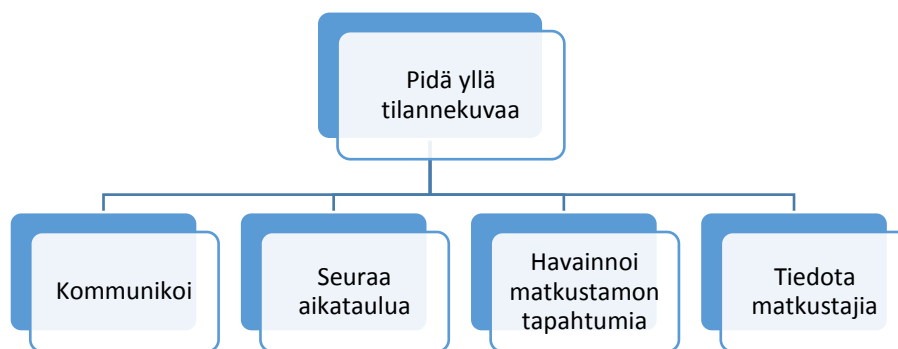 Pidä yllä
tilannekuvaa
Kommunikoi
Seuraa
aikataulua
Havainnoi
matkustamon
tapahtumia
Tiedota
matkustajia